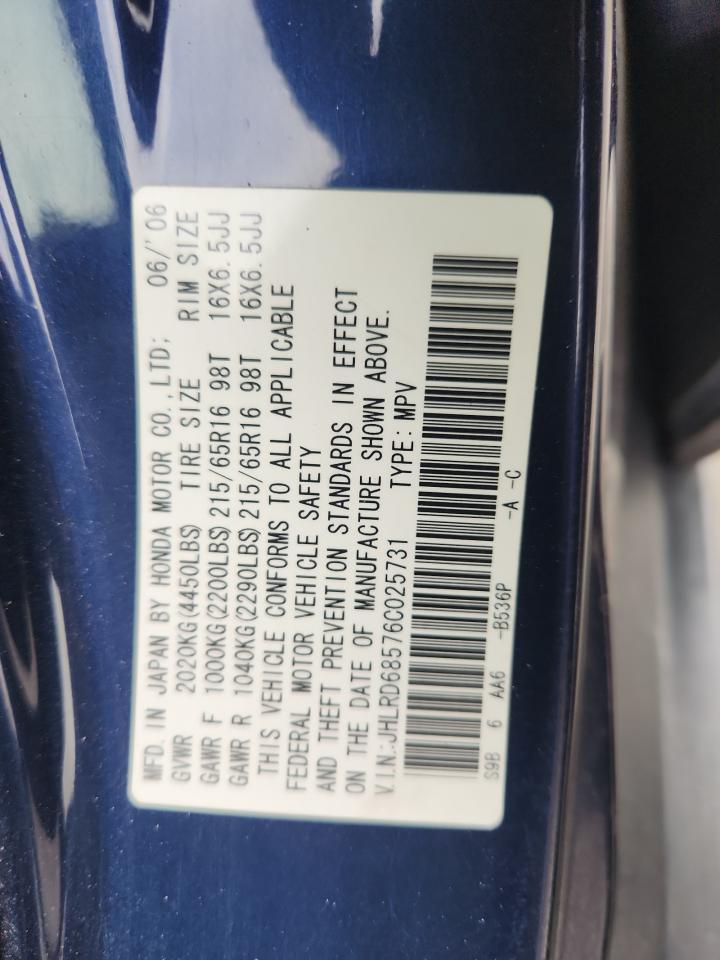 MFD. IN JAPAN BY HONDA MOTOR CO., LTD; 06/'06
GVWR 2020KG(4450LBS) TIRE SIZE RIM SIZE
GAWR F 1000KG(2200LBS) 215/65R16 98T 16X6. 5JJ
GAWR R 1040KG(2290LBS) 215/65R16 98T 16X6. 5JJ
THIS VEHICLE CONFORMS TO ALL APPLICABLE
FEDERAL MOTOR VEHICLE SAFETY
AND THEFT PREVENTION STANDARDS IN EFFECT
ON THE DATE OF MANUFACTURE SHOWN ABOVE.
V.I.N.:JHLRD68576C025731 TYPE: MPV
S9B 6 AA6 -B536P -A -C